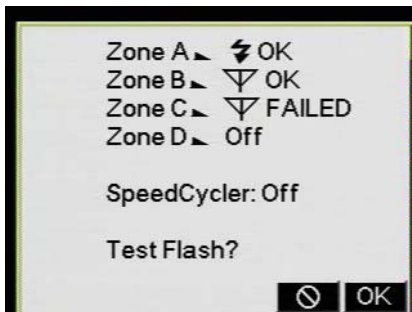 Zone A OK
Zone B OK
Zone C FAILED
Zone D Off
SpeedCycler: Off
Test Flash?
OK